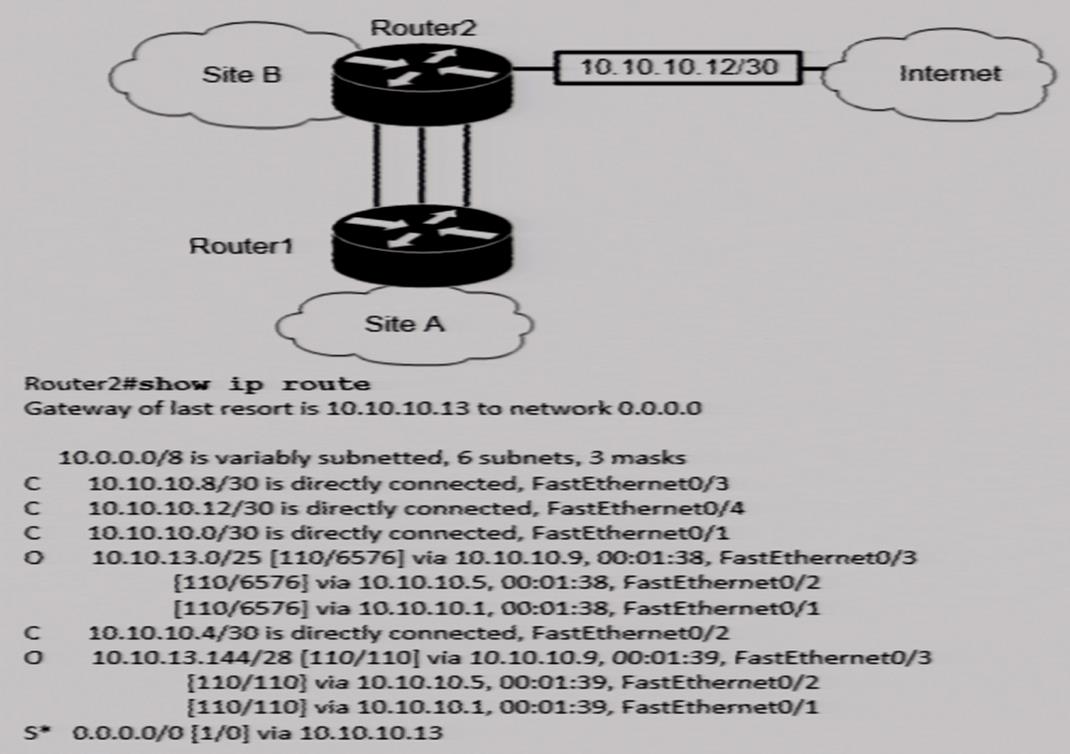 Router2
Site B
10.10.10.12/30
Internet
Router1
Site A
Router2#show ip route
Gateway of last resort is 10.10.10.13 to network 0.0.0.0
10.0.0.0/8 is variably subnetted, 6 subnets, 3 masks
C 10.10.10.8/30 is directly connected, FastEthernet0/3
C 10.10.10.12/30 is directly connected, FastEthernet0/4
C 10.10.10.0/30 is directly connected, FastEthernet0/1
O 10.10.13.0/25 [110/6576] via 10.10.10.9, 00:01:38, FastEthernet0/3
[110/6576] via 10.10.10.5, 00:01:38, FastEthernet0/2
[110/6576] via 10.10.10.1, 00:01:38, FastEthernet0/1
C 10.10.10.4/30 is directly connected, FastEthernet0/2
O 10.10.13.144/28 [110/110] via 10.10.10.9, 00:01:39, FastEthernet0/3
[110/110] via 10.10.10.5, 00:01:39, FastEthernet0/2
[110/110] via 10.10.10.1, 00:01:39, FastEthernet0/1
S* 0.0.0.0/0 [1/0] via 10.10.10.13